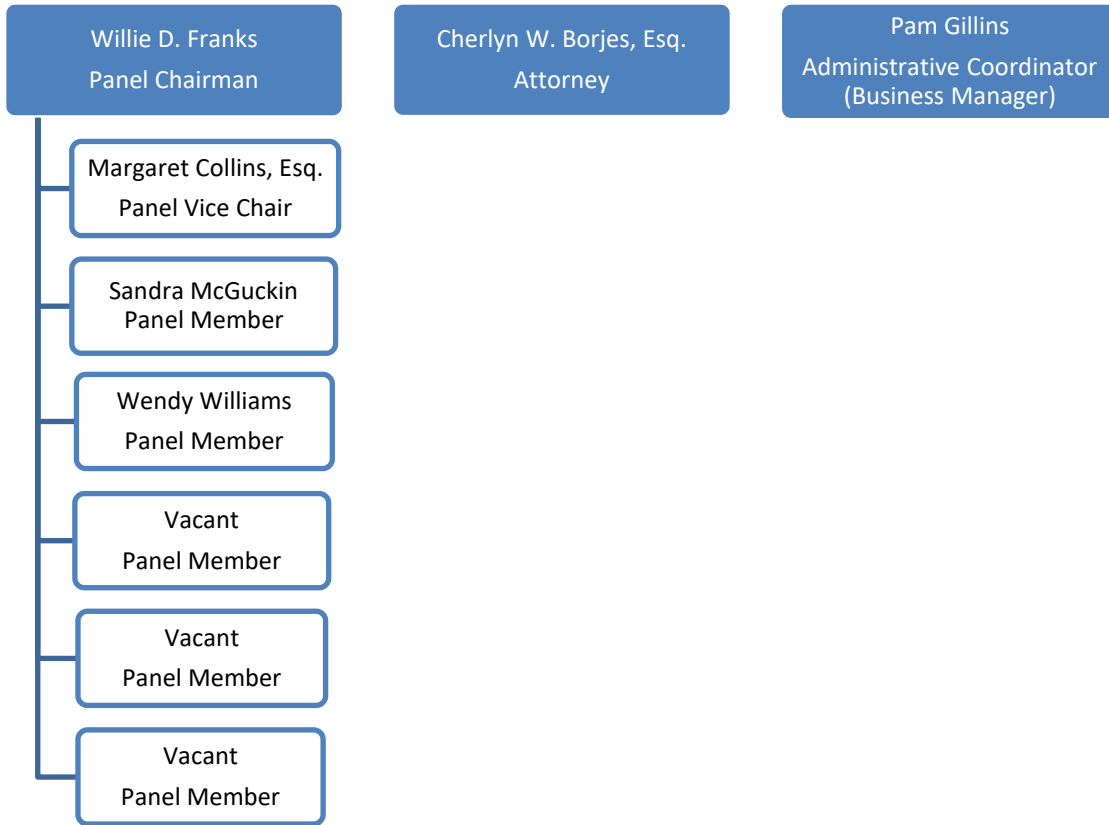 Willie D. Franks
Panel Chairman
Cherlyn W. Borjes, Esq.
Attorney
Pam Gillins
Administrative Coordinator
(Business Manager)
Margaret Collins, Esq.
Panel Vice Chair
Sandra McGuckin
Panel Member
Wendy Williams
Panel Member
Vacant
Panel Member
Vacant
Panel Member
Vacant
Panel Member